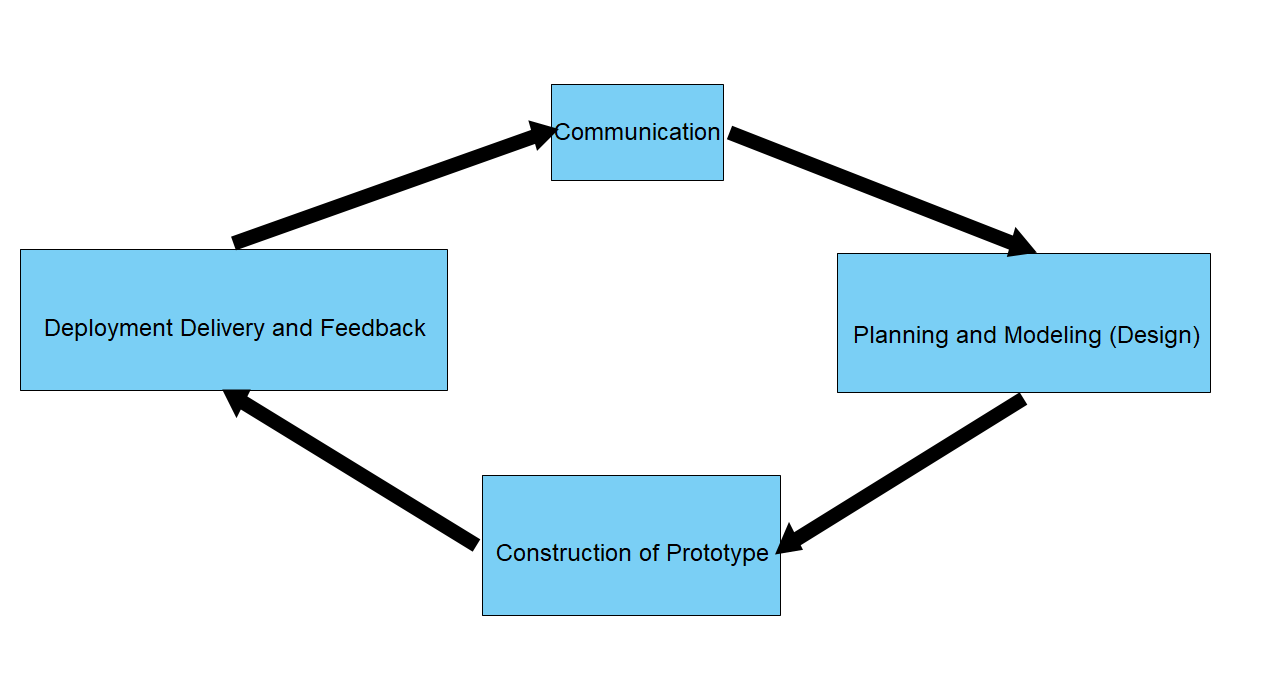 Communication
Deployment Delivery and Feedback
Planning and Modeling (Design)
Construction of Prototype